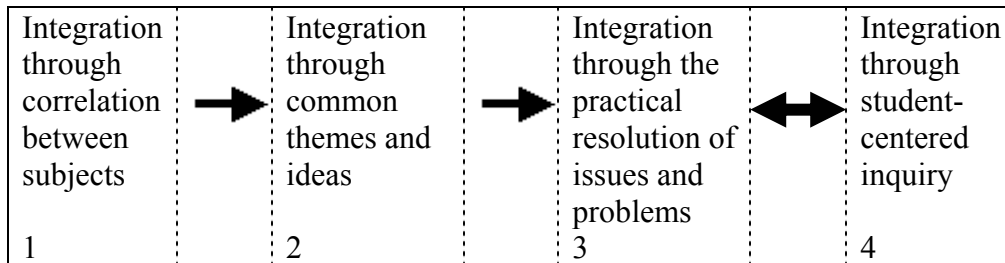 Integration
through
correlation
between
subjects
1
Integration
through
common
themes and
ideas
2
Integration
through the
practical
resolution of
issues and
problems
3
Integration
through
student-
centered
inquiry
4